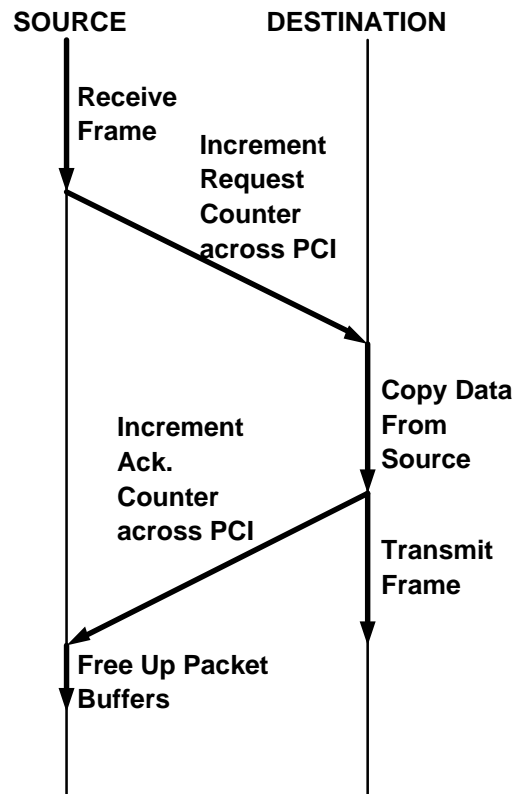 SOURCE
DESTINATION
Receive
Frame
Increment
Request
Counter
across PCI
Copy Data
From
Source
Increment
Ack.
Counter
across PCI
Transmit
Frame
Free Up Packet
Buffers